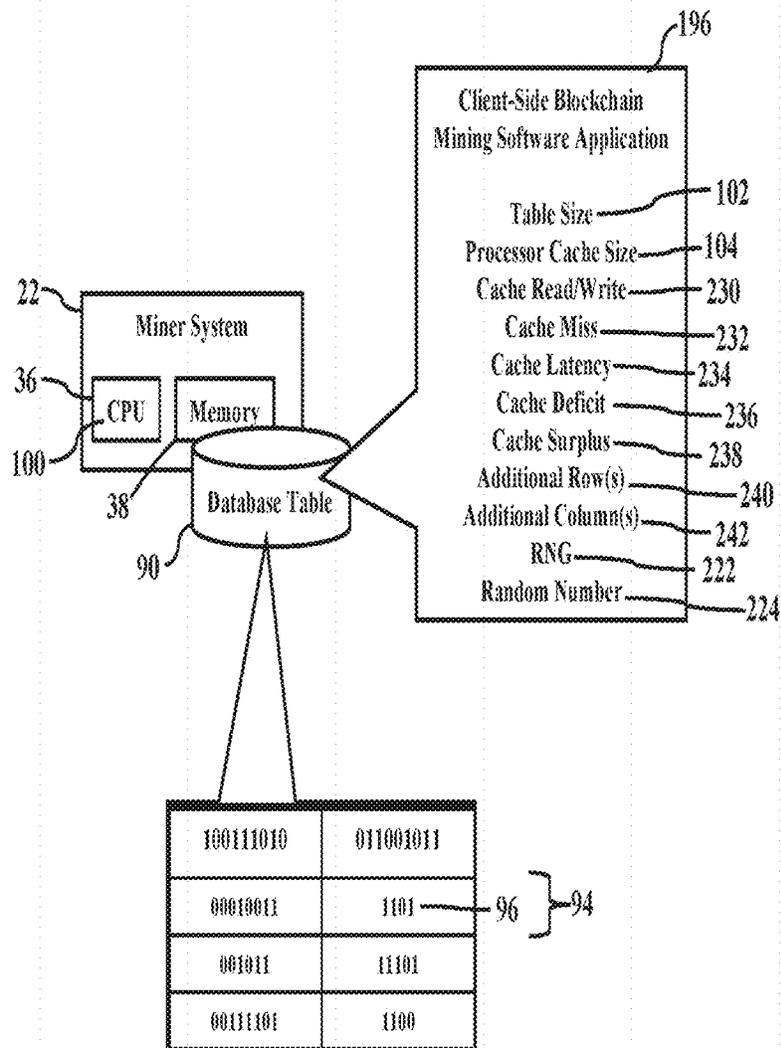 196
Client-Side Blockchain
Mining Software Application
102
Table Size
Processor Cache Size 104
22
Cache Read/Write 230
Miner System
Cache Miss 232
36
Cache Latency 234
CPU Memory
Cache Deficit 236
100
Cache Surplus 238
38
Additional Row(s) 240
Database Table
Additional Column(s) 242
90
RNG 222
Random Number 224
100111010 011001011
00010011 1101 96 94
001011 11101
00111101 1100